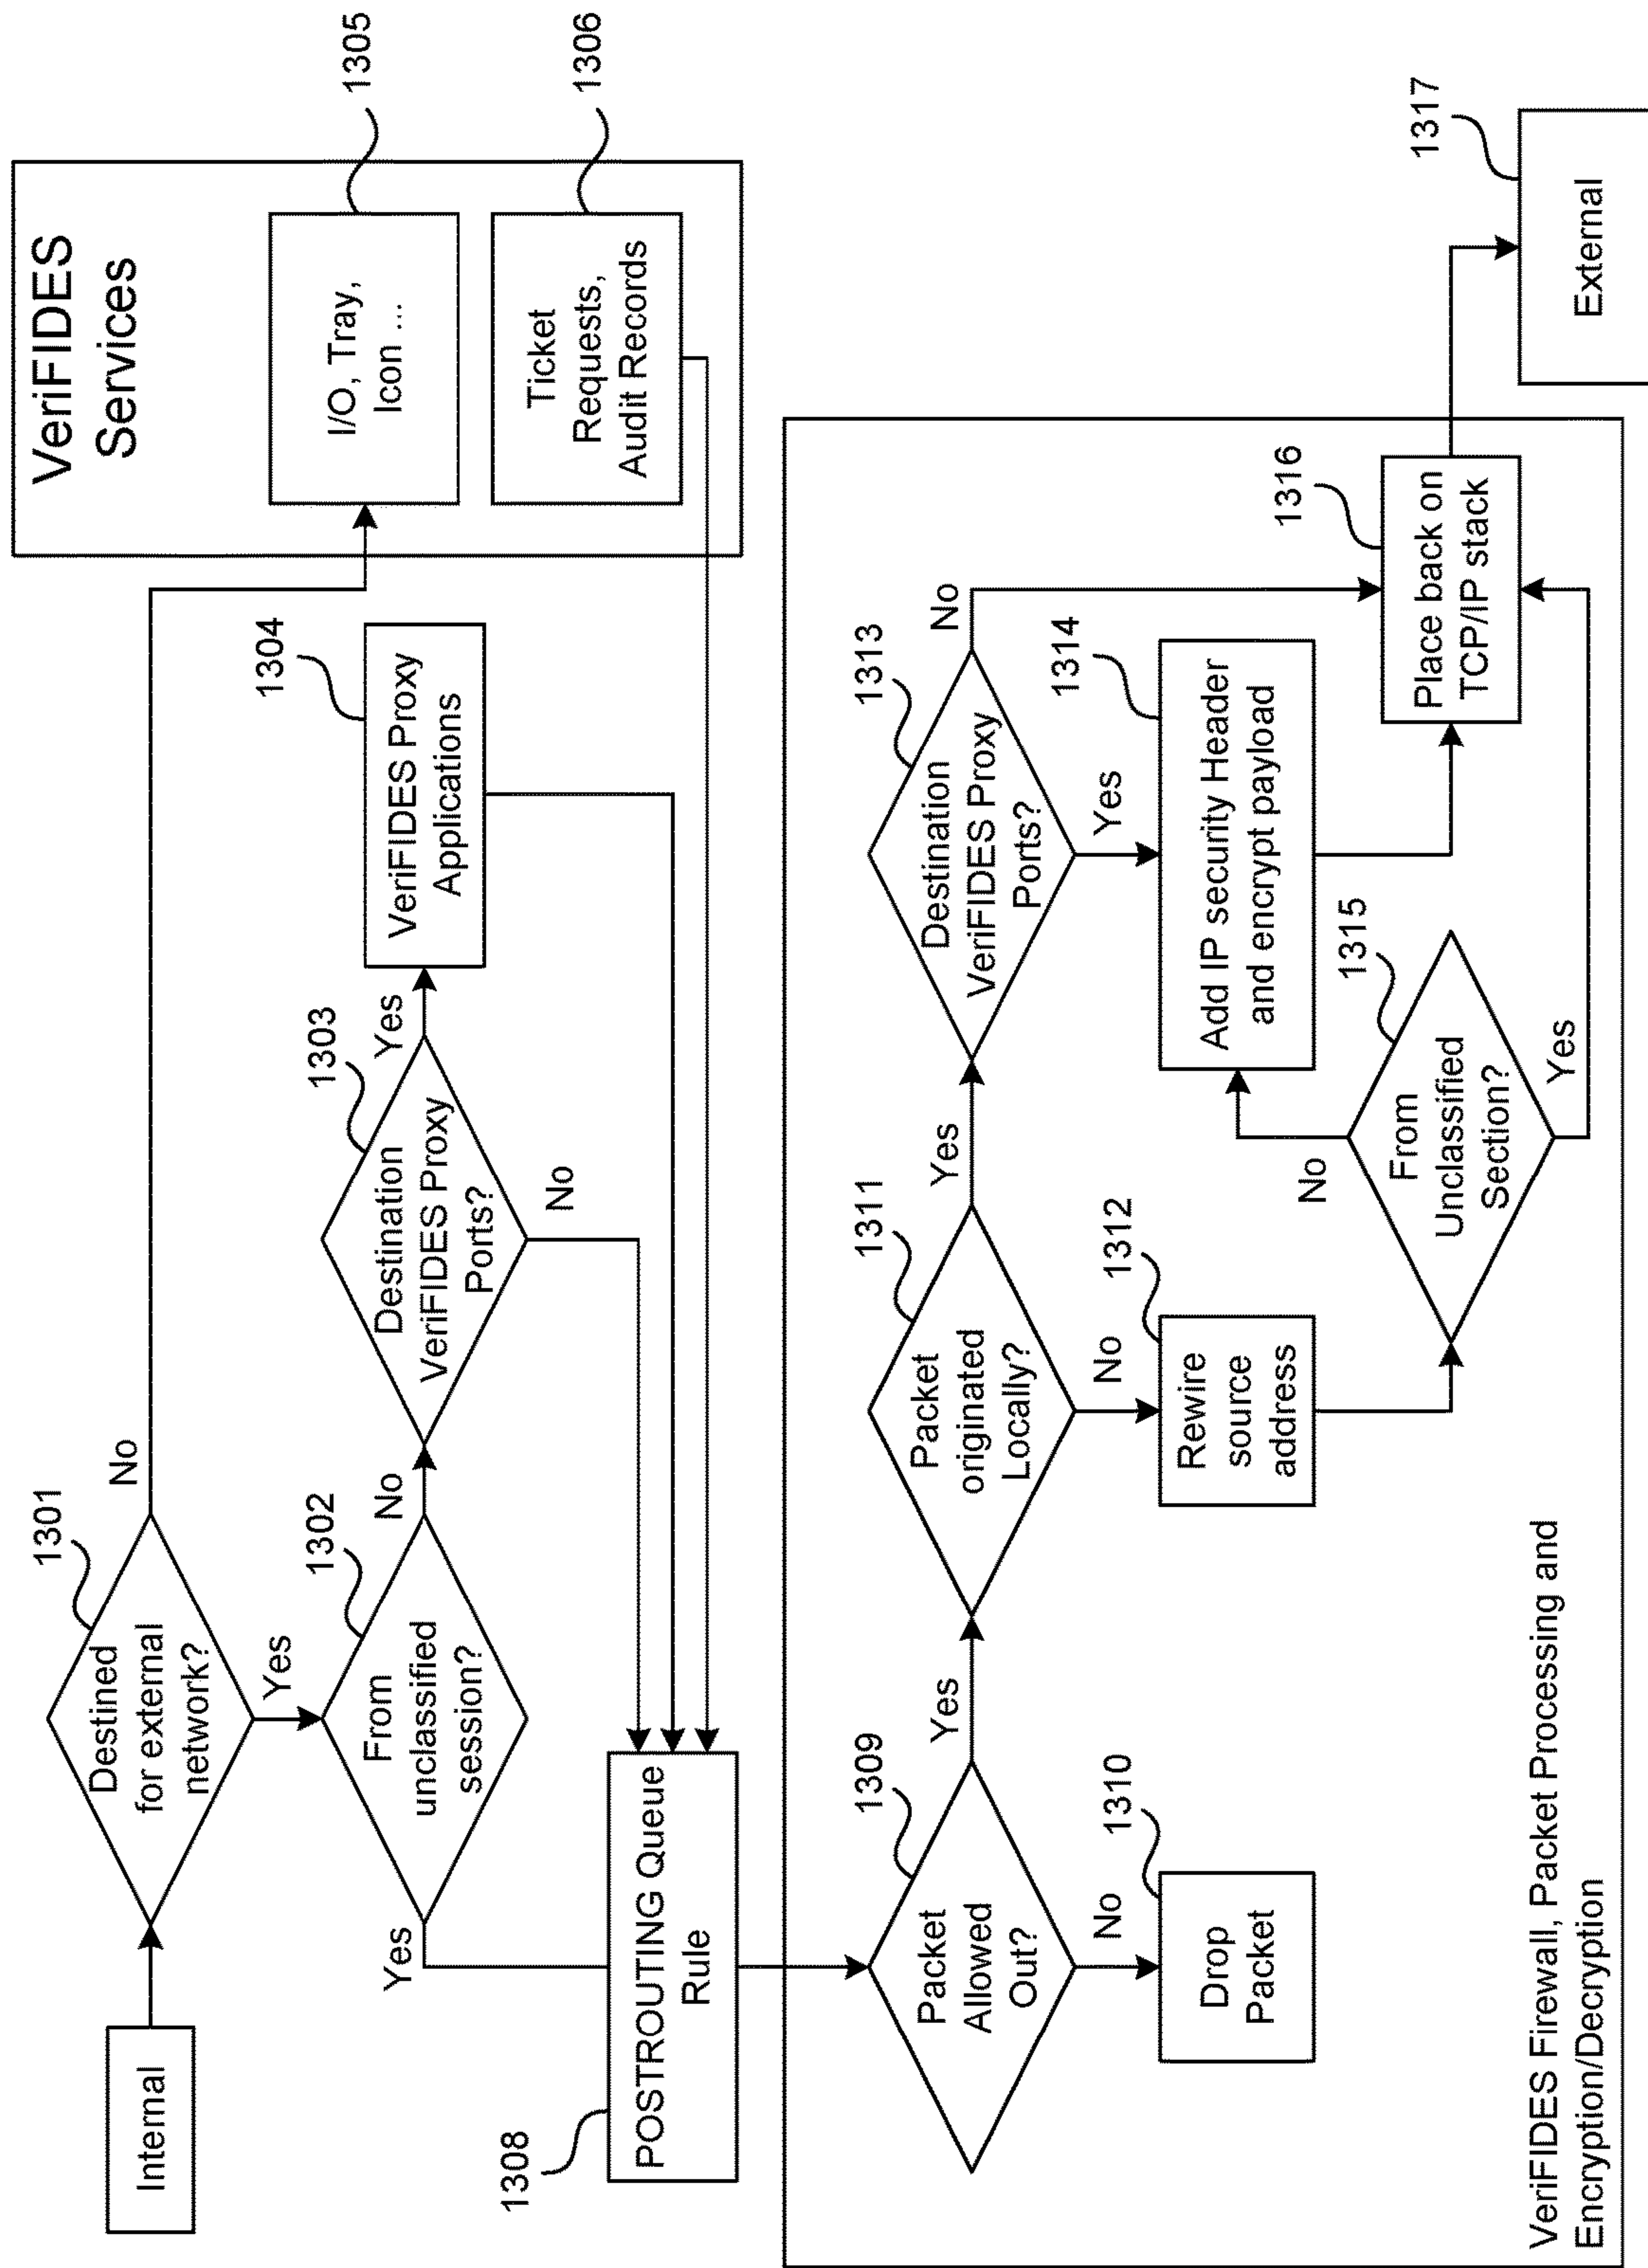 Internal
1301
Destined
for external
network?
No
Yes
1302
From
unclassified
session?
No
Yes
1303
Destination
VeriFIDES Proxy
Ports?
Yes
No
1304
VeriFIDES Proxy
Applications
VeriFIDES
Services
1305
I/O, Tray,
Icon ...
1306
Ticket
Requests,
Audit Records
1308
POSTROUTING Queue
Rule
1309
Packet
Allowed
Out?
Yes
No
1310
Drop
Packet
1311
Packet
originated
Locally?
Yes
No
1312
Rewire
source
address
1313
Destination
VeriFIDES Proxy
Ports?
No
Yes
1314
Add IP security Header
and encrypt payload
1315
From
Unclassified
Section?
No
Yes
1316
Place back on
TCP/IP stack
1317
External
VeriFIDES Firewall, Packet Processing and
Encryption/Decryption